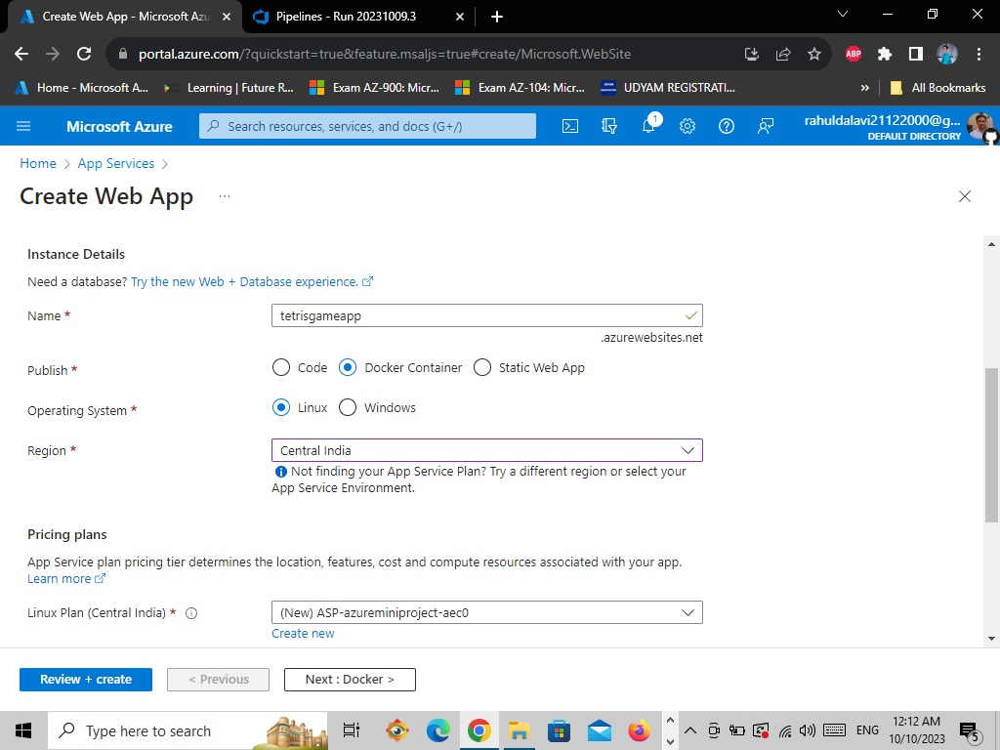 Create Web App - Microsoft Azu
Pipelines - Run 20231009.3
portal.azure.com/?quickstart=true&feature.msaljs=true#create/Microsoft.WebSite
ABP
Home - Microsoft A...
Learning | Future R...
Exam AZ-900: Micr...
Exam AZ-104: Micr...
UDYAM REGISTRATI...
»
All Bookmarks
Microsoft Azure
Search resources, services, and docs (G+/)
1
rahuldalavi21122000@g...
DEFAULT DIRECTORY
Home > App Services >
Create Web App ...
Instance Details
Need a database? Try the new Web + Database experience.
Name *
tetrisgameapp
.azurewebsites.net
Publish *
Code
Docker Container
Static Web App
Operating System *
Linux
Windows
Region *
Central India
Not finding your App Service Plan? Try a different region or select your
App Service Environment.
Pricing plans
App Service plan pricing tier determines the location, features, cost and compute resources associated with your app.
Learn more
Linux Plan (Central India) *
(New) ASP-azureminiproject-aec0
Create new
Review + create
< Previous
Next : Docker >
Type here to search
ENG
12:12 AM
10/10/2023
5